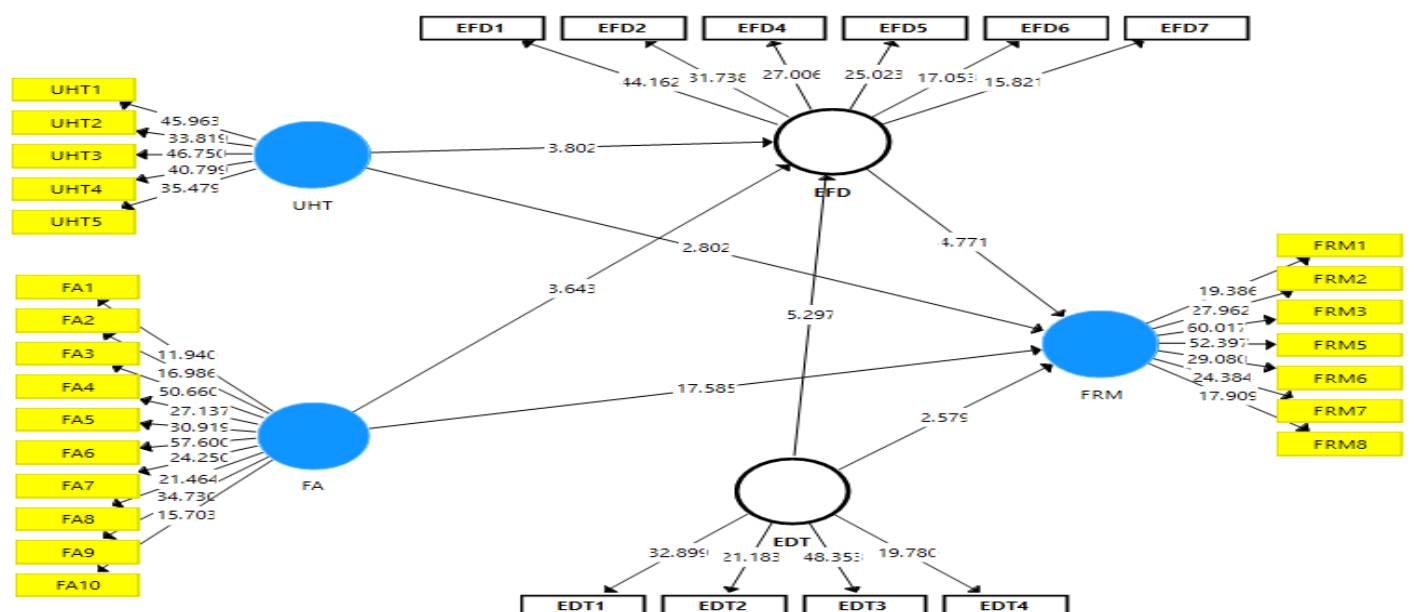 EFD1 EFD2 EFD4 EFD5 EFD6 EFD7
44.162 31.738 27.006 25.023 17.053 15.821
UHT1
UHT2
UHT3
UHT4
UHT5
45.963
33.819
46.750
40.799
35.479
UHT
3.802
EFD
2.802
4.771
3.643
5.297
17.585
2.579
FA1
FA2
FA3
FA4
FA5
FA6
FA7
FA8
FA9
FA10
11.940
16.986
50.660
27.137
30.919
57.600
24.250
21.464
34.730
15.703
FA
FRM
19.386
27.962
60.017
52.397
29.080
24.384
17.909
FRM1
FRM2
FRM3
FRM5
FRM6
FRM7
FRM8
EDT
32.899 21.183 48.353 19.780
EDT1 EDT2 EDT3 EDT4